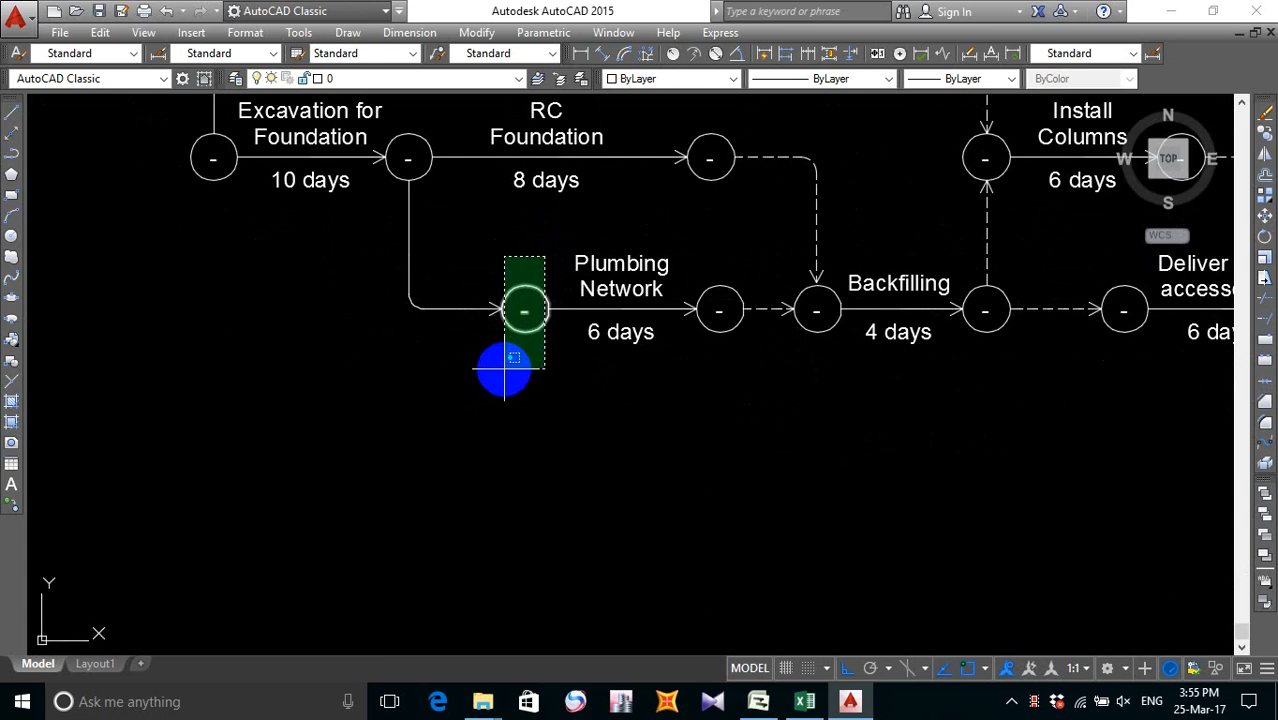 AutoCAD Classic
Autodesk AutoCAD 2015
Type a keyword or phrase
Sign In
File Edit View Insert Format Tools Draw Dimension Modify Parametric Window Help Express
Standard
Standard
Standard
Standard
Standard
AutoCAD Classic
0
ByLayer
ByLayer
ByLayer
ByColor
Excavation for
Foundation
10 days
RC
Foundation
8 days
Install
Columns
6 days
N
W
TOP
E
S
WCS
Plumbing
Network
6 days
Backfilling
4 days
Deliver
access
6 da
Y
X
Model
Layout1
MODEL
1:1
Ask me anything
ENG
3:55 PM
25-Mar-17